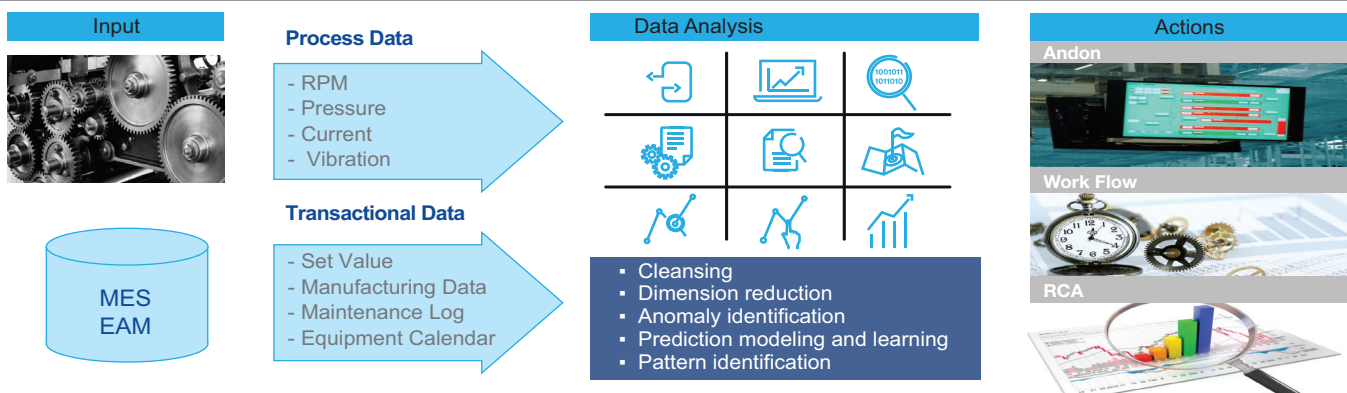 Input
Process Data
- RPM
- Pressure
- Current
- Vibration
Transactional Data
MES
EAM
- Set Value
- Manufacturing Data
- Maintenance Log
- Equipment Calendar
Data Analysis
1001011
1011010
▪ Cleansing
▪ Dimension reduction
▪ Anomaly identification
▪ Prediction modeling and learning
▪ Pattern identification
Actions
Andon
Work Flow
RCA